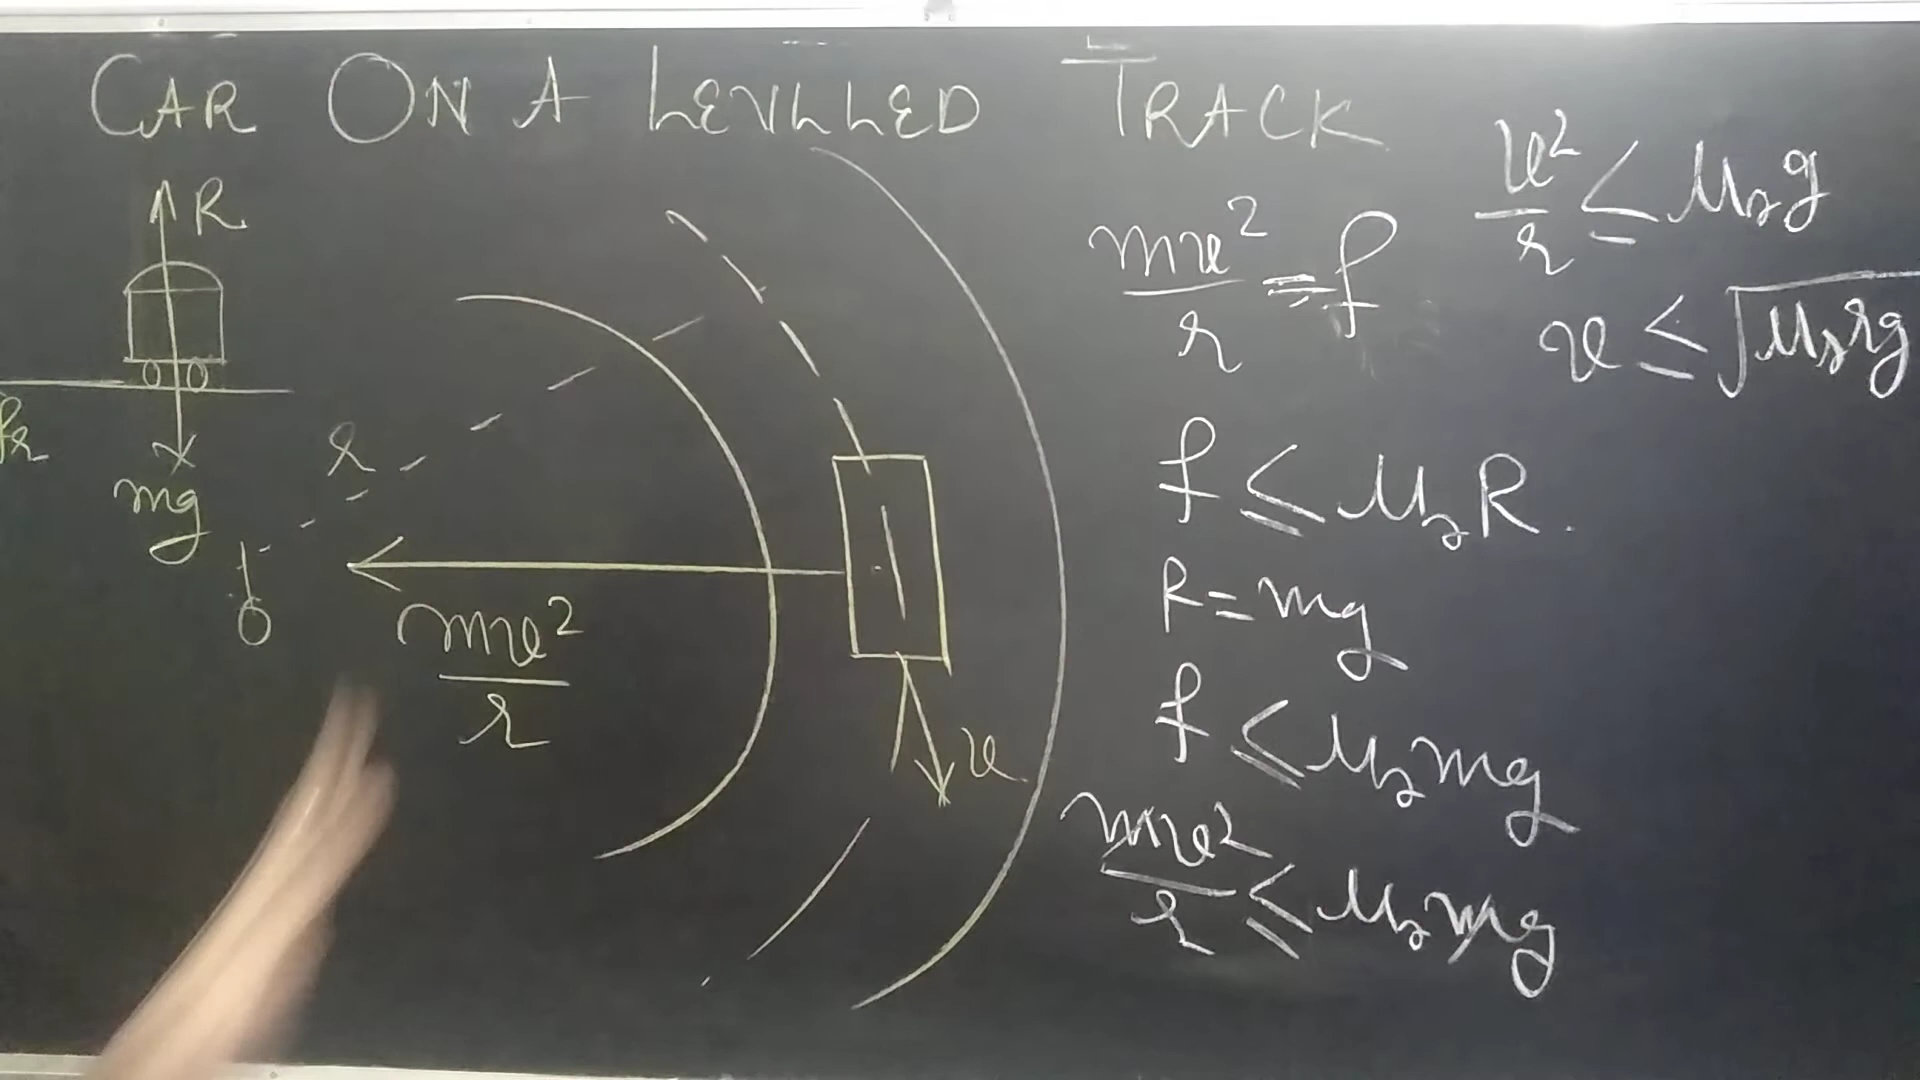 CAR ON A LEVLLED TRACK
R
mg
r
O
mv²/r
v
mv²/r = f
f ≤ μsR.
R = mg
f ≤ μsmg
mv²/r ≤ μsmg
v²/r ≤ μsg
v ≤ √μsrg